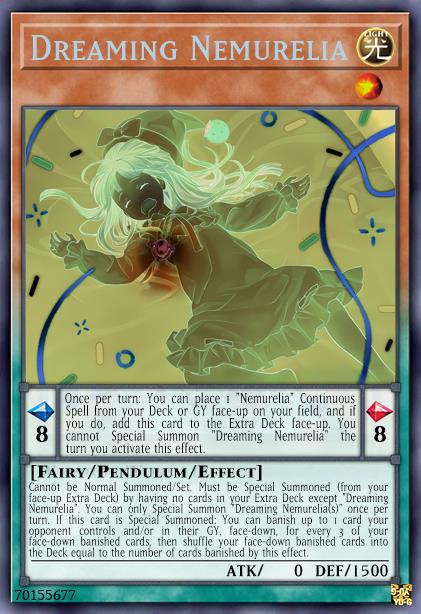 Dreaming Nemurelia
LIGHT
光
Once per turn: You can place 1 "Nemurelia" Continuous
Spell from your Deck or GY face-up on your field, and if
you do, add this card to the Extra Deck face-up. You
cannot Special Summon "Dreaming Nemurelia" the
turn you activate this effect.
8
8
[Fairy/Pendulum/Effect]
Cannot be Normal Summoned/Set. Must be Special Summoned (from your
face-up Extra Deck) by having no cards in your Extra Deck except "Dreaming
Nemurelia". You can only Special Summon "Dreaming Nemurelia(s)" once per
turn. If this card is Special Summoned: You can banish up to 1 card your
opponent controls and/or in their GY, face-down, for every 3 of your
face-down banished cards, then shuffle your face-down banished cards into
the Deck equal to the number of cards banished by this effect.
ATK/ 0 DEF/1500
70155677